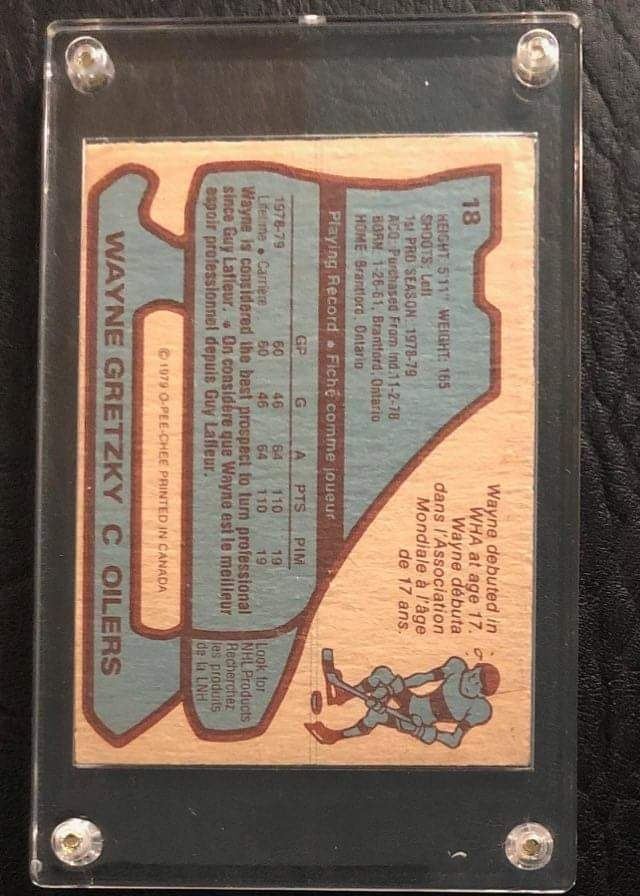 18
HEIGHT: 5'11" WEIGHT: 165
SHOOTS: Left
1st PRO SEASON: 1978-79
ACQ: Purchased From Ind. 11-2-78
BORN: 1-26-61, Brantford, Ontario
HOME: Brantford, Ontario
Wayne debuted in
WHA at age 17.
Wayne débuta
dans l'Association
Mondiale à l'âge
de 17 ans.
Playing Record • Fiche comme joueur
GP G A PTS PIM
1978-79 60 46 64 110 19
Lifetime • Carrière 60 46 64 110 19
Wayne is considered the best prospect to turn professional
since Guy Lafleur. • On considère que Wayne est le meilleur
espoir professionnel depuis Guy Lafleur.
Look for
NHL Products
Recherchez
les produits
de la LNH
© 1979 O-PEE-CHEE PRINTED IN CANADA
WAYNE GRETZKY C OILERS